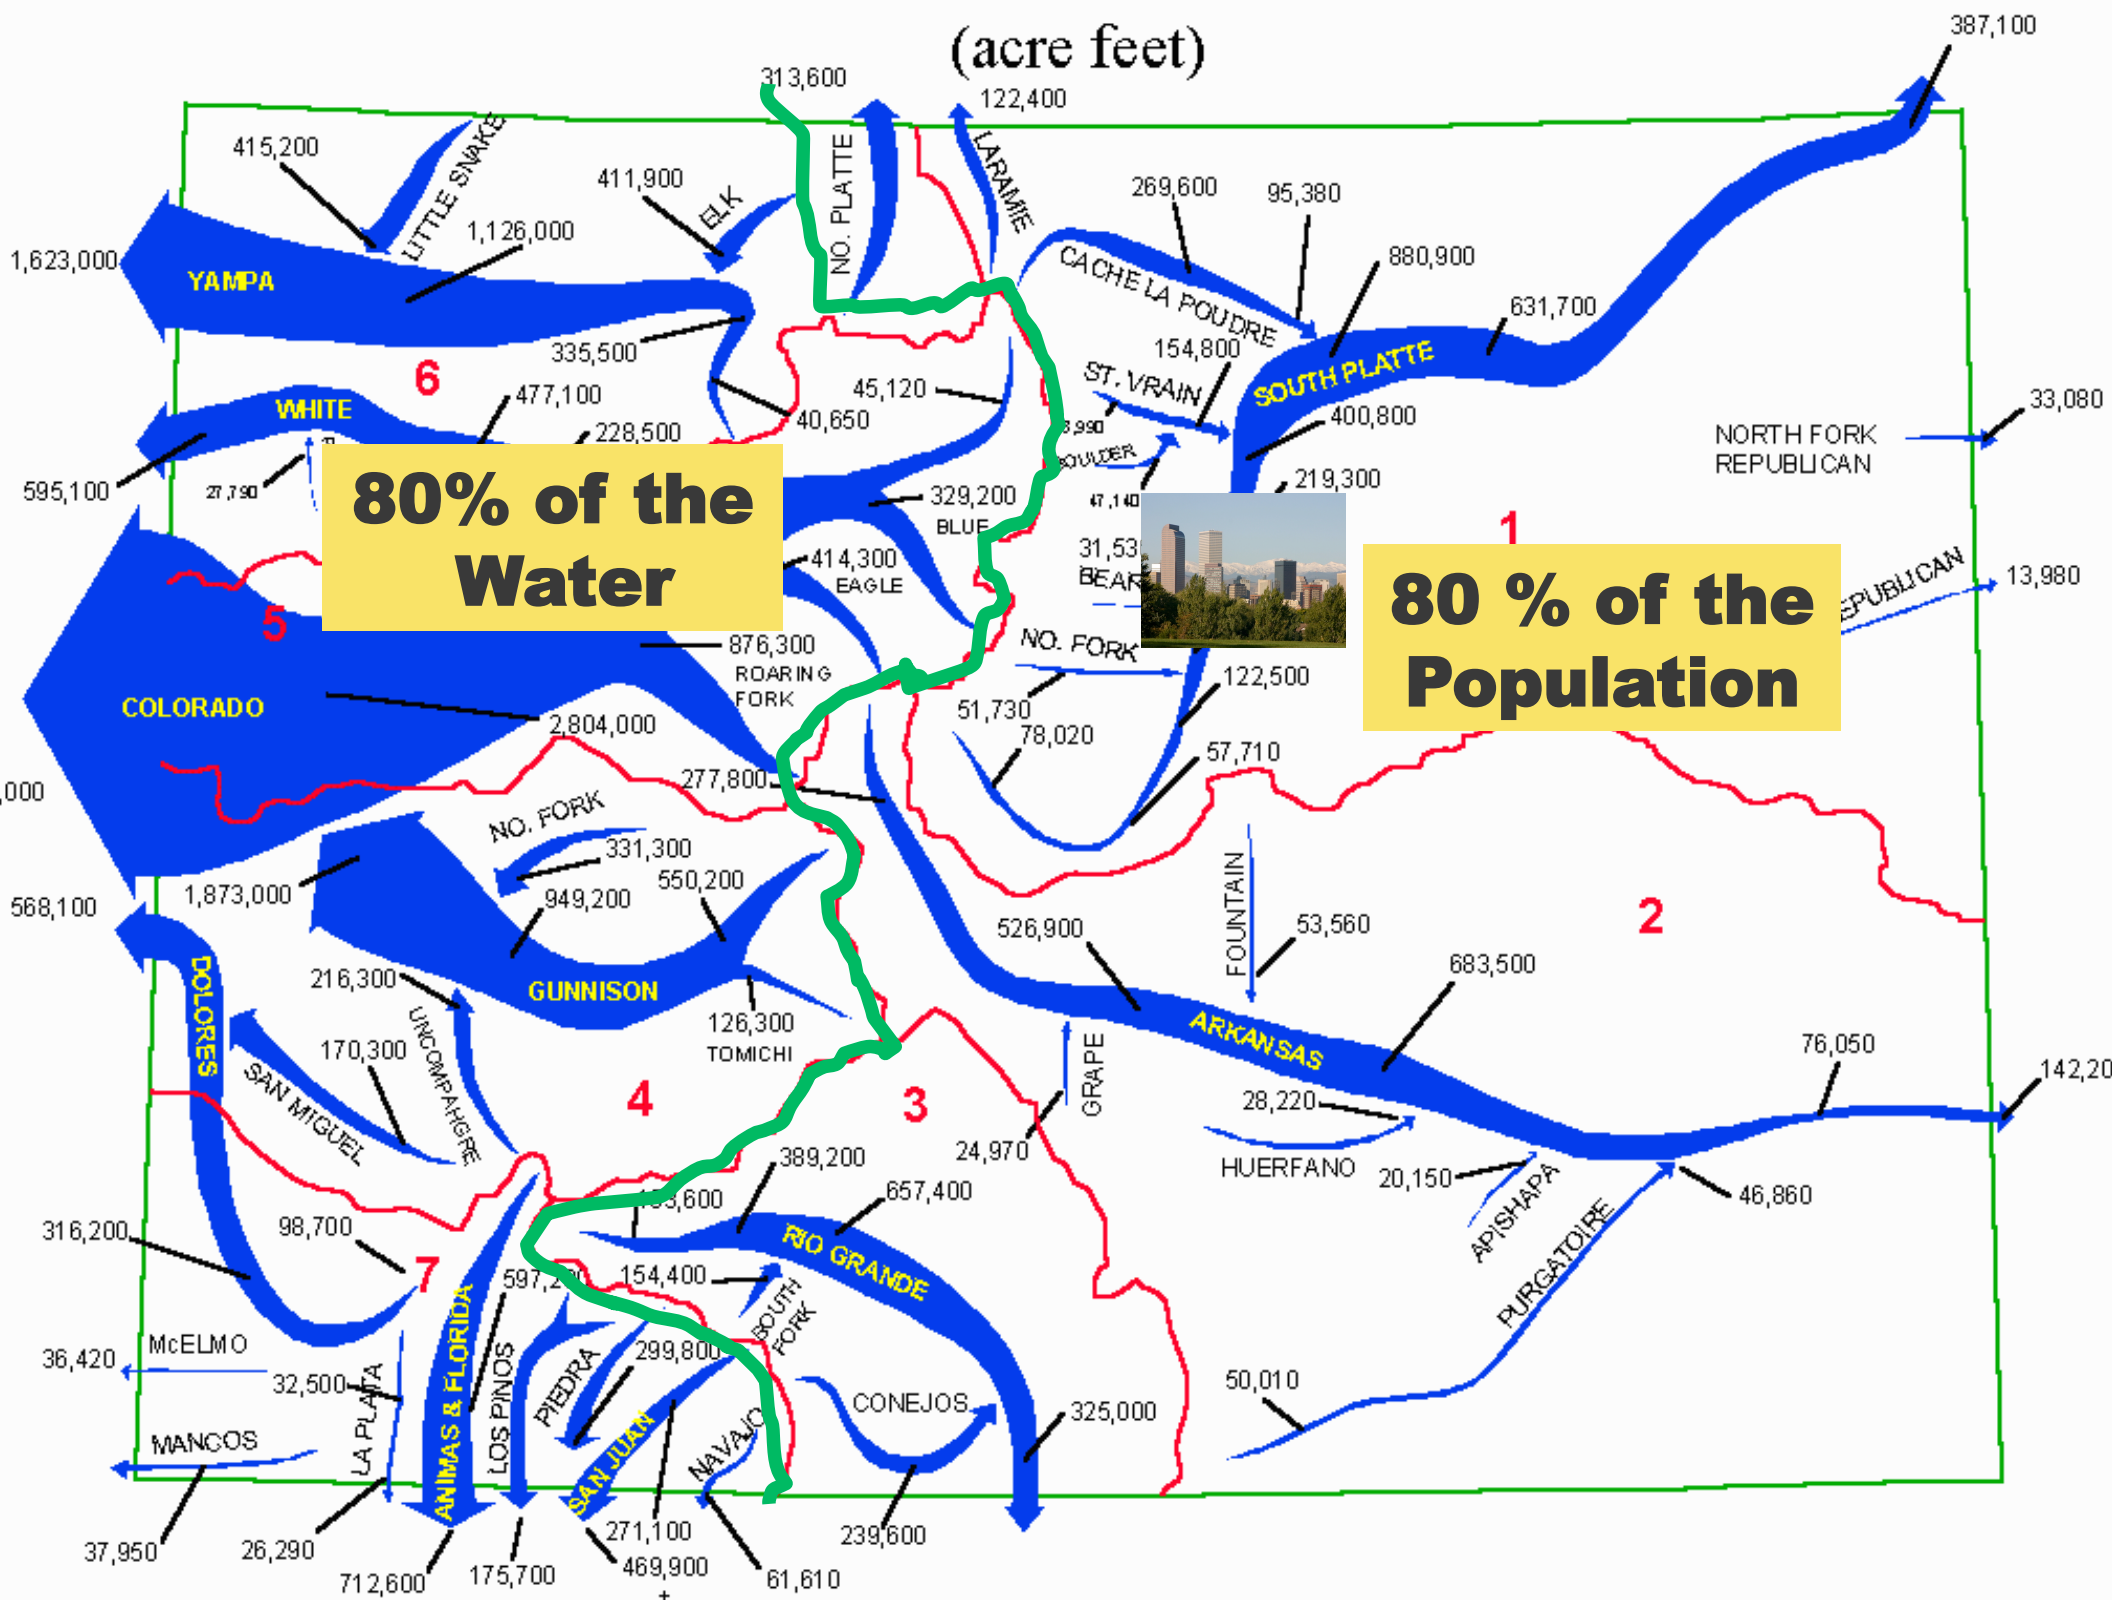 (acre feet)
387,100
313,600
122,400
415,200
LITTLE SNAKE
411,900
ELK
NO. PLATTE
LARAMIE
269,600
95,380
1,126,000
1,623,000
YAMPA
CACHE LA POUDRE
880,900
631,700
335,500
154,800
6
ST. VRAIN
SOUTH PLATTE
WHITE
477,100
45,120
40,650
228,500
400,800
33,080
NORTH FORK
REPUBLICAN
595,100
27,790
219,300
47,140
80% of the
Water
329,200
BLUE
1
414,300
EAGLE
BEAR
13,980
80 % of the
Population
5
876,300
ROARING
FORK
NO. FORK
122,500
51,730
COLORADO
2,804,000
78,020
57,710
277,800
,000
NO. FORK
331,300
550,200
1,873,000
949,200
568,100
526,900
FOUNTAIN
53,560
2
683,500
DOLORES
216,300
GUNNISON
126,300
TOMICHI
UNCOMPAHGRE
170,300
SAN MIGUEL
ARKANSAS
GRAPE
76,050
142,20
4
3
28,220
HUERFANO
24,970
20,150
APISHAPA
46,860
389,200
657,400
316,200
98,700
7
RIO GRANDE
154,400
SOUTH
FORK
PURGATOIRE
McELMO
36,420
32,500
LA PLATA
ANIMAS & FLORIDA
LOS PINOS
PIEDRA
299,800
SAN JUAN
NAVAJO
CONEJOS
325,000
50,010
MANCOS
37,950
26,290
712,600
175,700
271,100
469,900
+
61,610
239,600